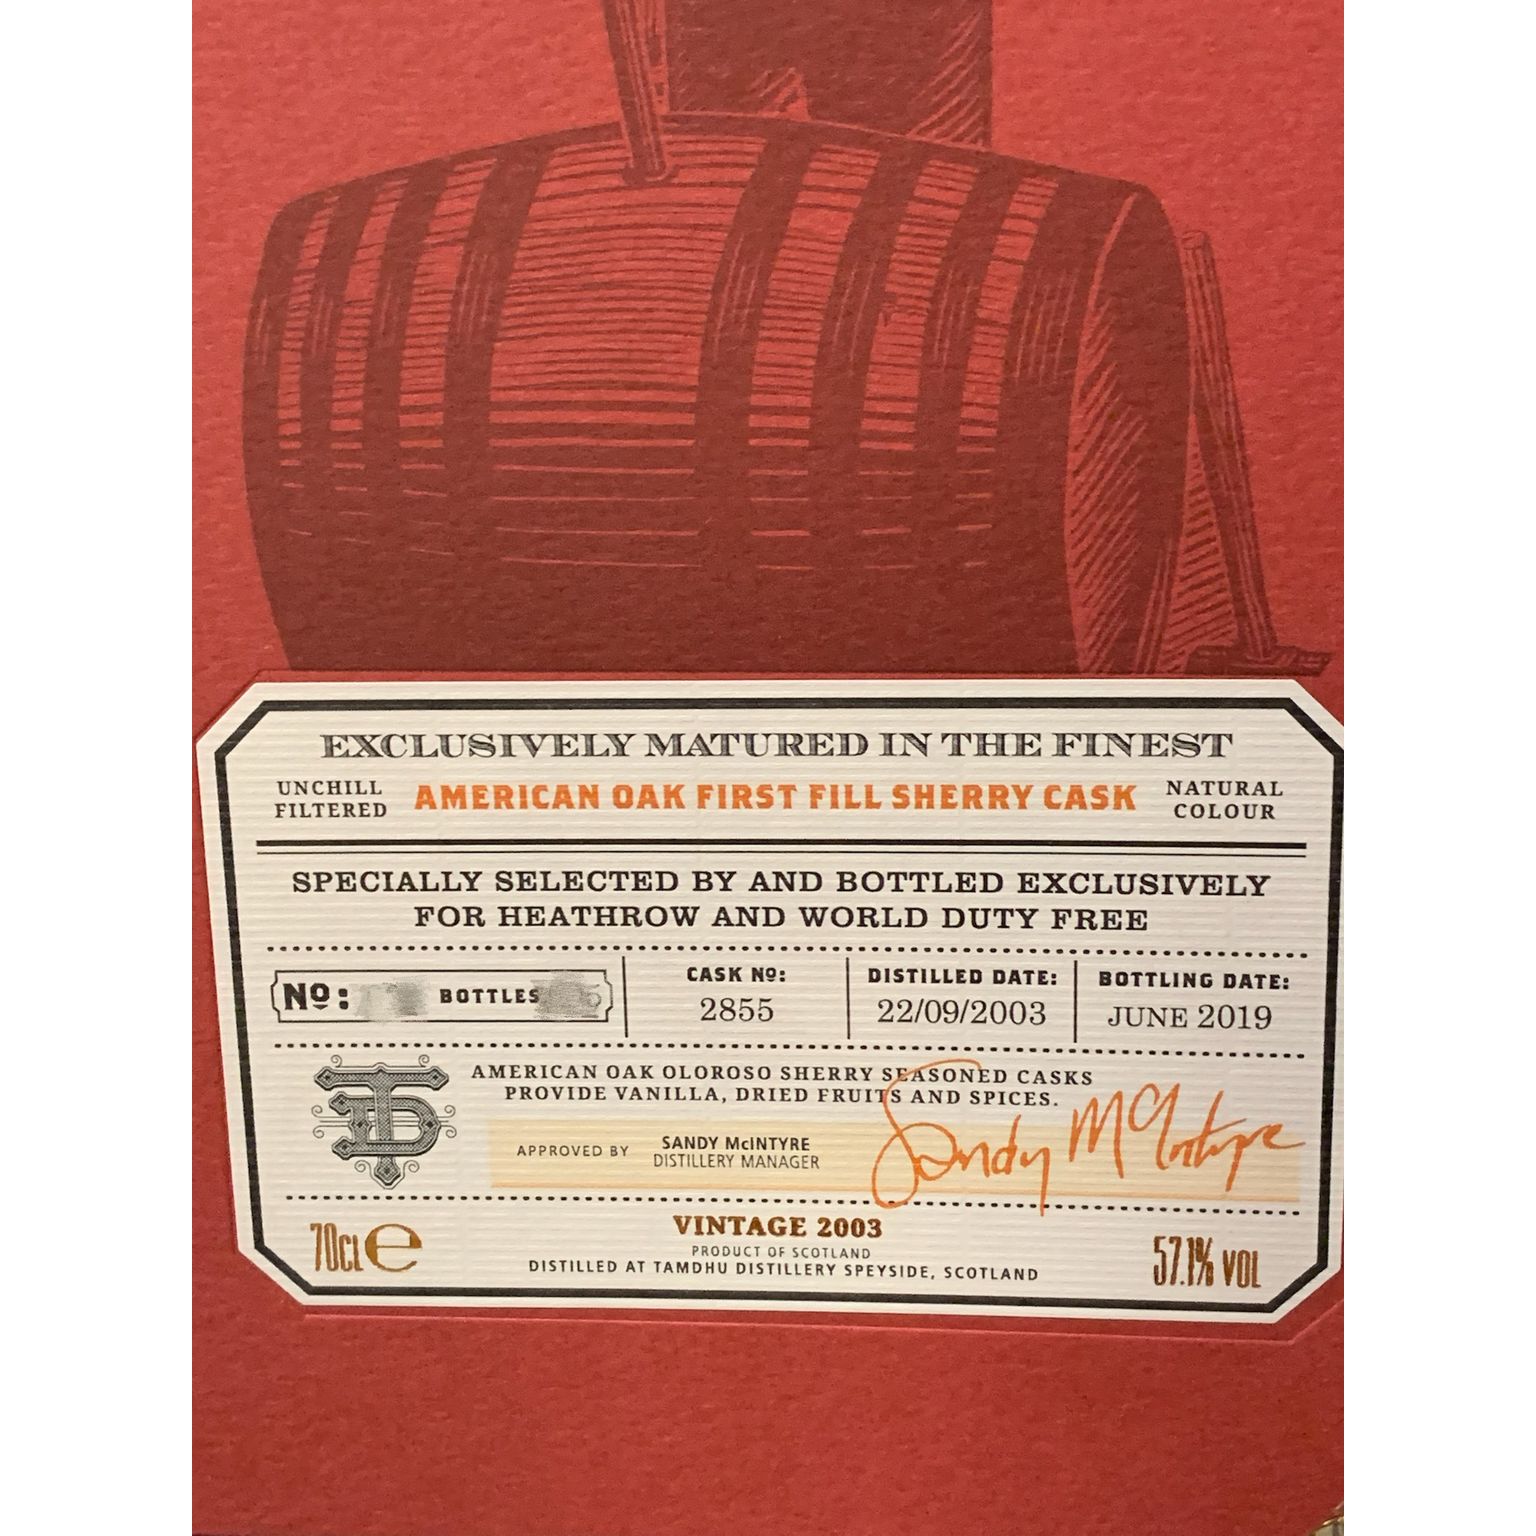 EXCLUSIVELY MATURED IN THE FINEST
UNCHILL FILTERED
AMERICAN OAK FIRST FILL SHERRY CASK
NATURAL COLOUR
SPECIALLY SELECTED BY AND BOTTLED EXCLUSIVELY
FOR HEATHROW AND WORLD DUTY FREE
Nº: BOTTLES
CASK Nº:
2855
DISTILLED DATE:
22/09/2003
BOTTLING DATE:
JUNE 2019
TD
AMERICAN OAK OLOROSO SHERRY SEASONED CASKS
PROVIDE VANILLA, DRIED FRUITS AND SPICES.
APPROVED BY
SANDY McINTYRE
DISTILLERY MANAGER
Sandy McIntyre
70CL e
VINTAGE 2003
PRODUCT OF SCOTLAND
DISTILLED AT TAMDHU DISTILLERY SPEYSIDE, SCOTLAND
57.1% VOL